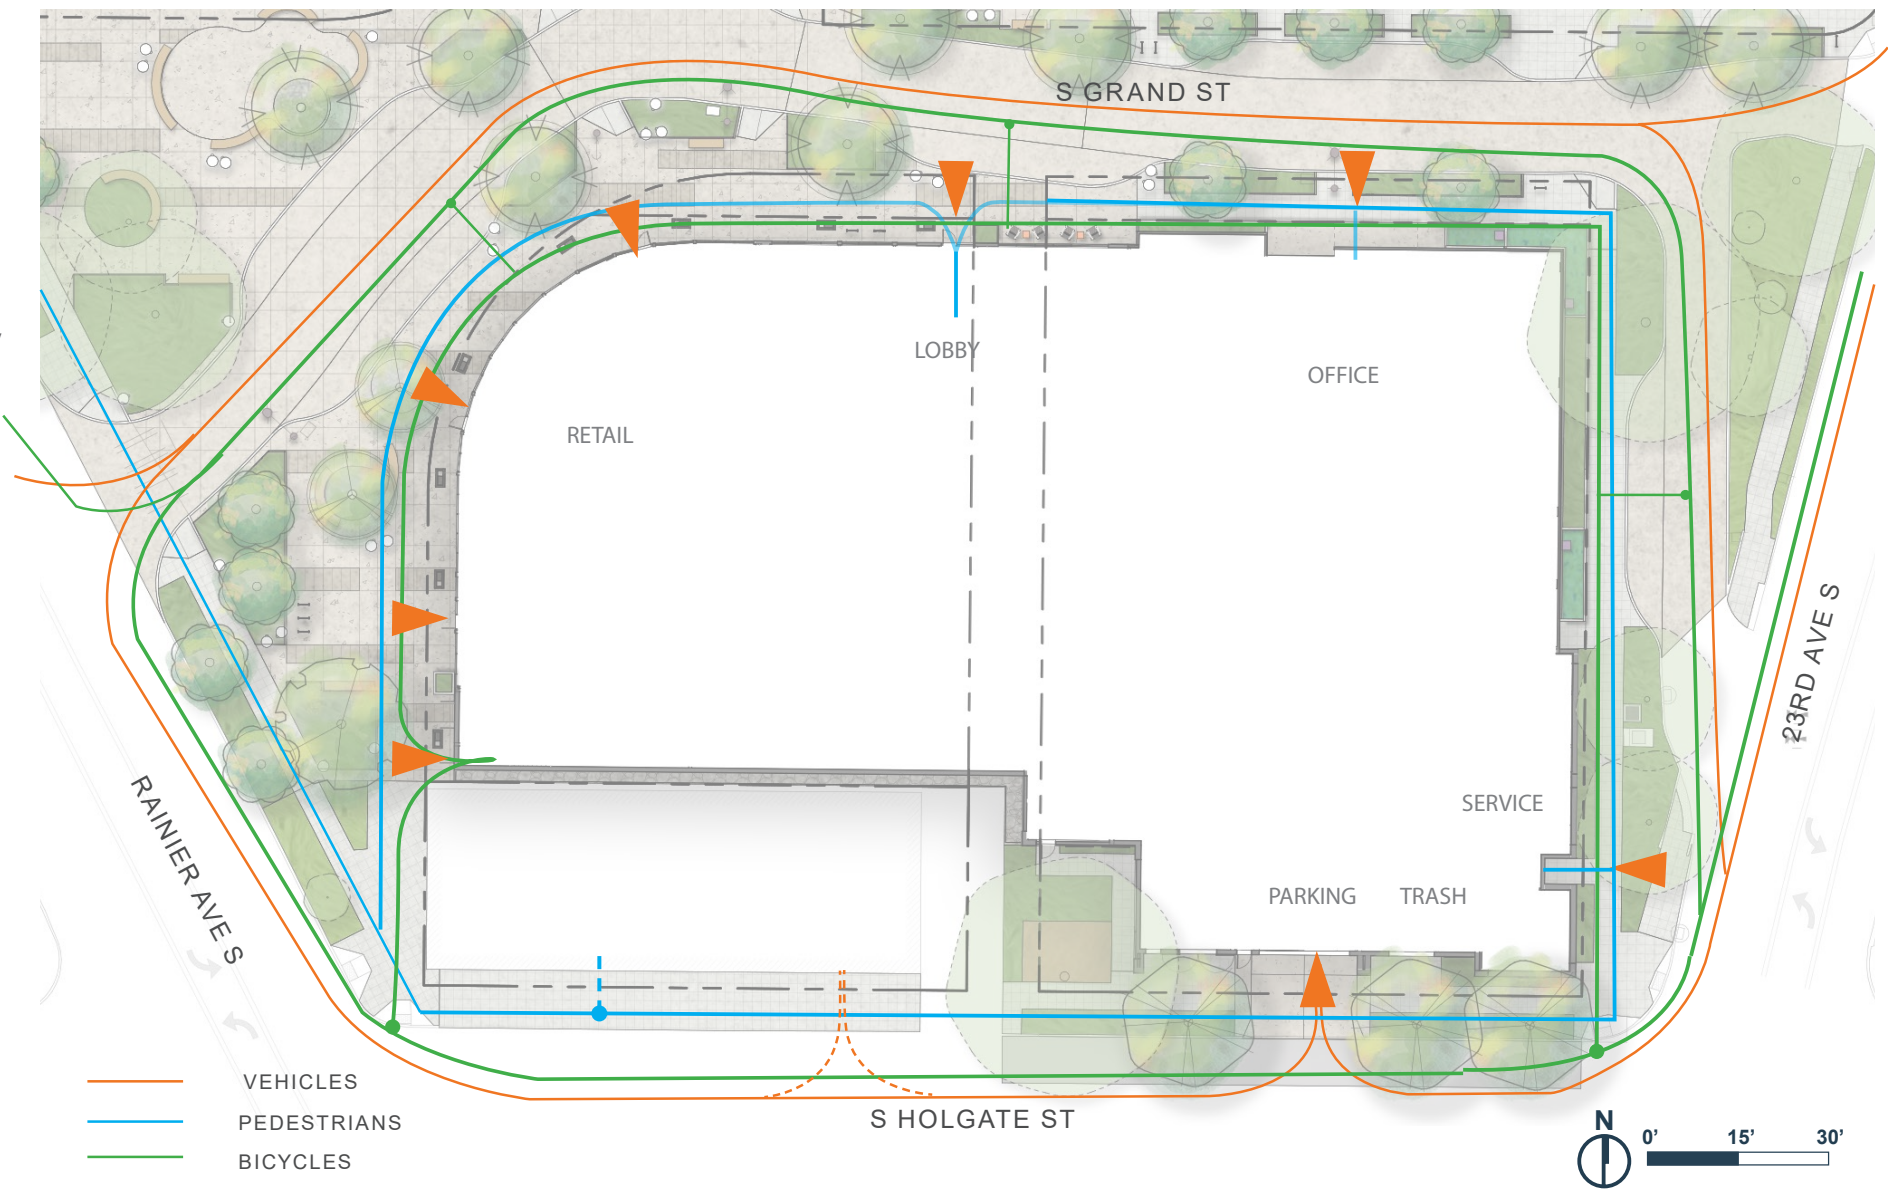 S GRAND ST
LOBBY
OFFICE
RETAIL
23RD AVE S
SERVICE
RAINIER AVE S
PARKING
TRASH
VEHICLES
PEDESTRIANS
BICYCLES
S HOLGATE ST
N
0’ 15’ 30’